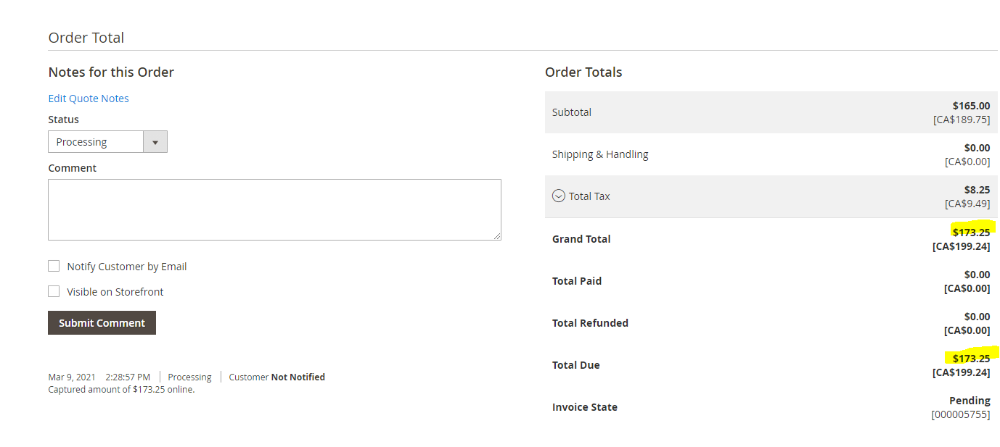 Order Total
Notes for this Order
Edit Quote Notes
Status
Processing
Comment
Notify Customer by Email
Visible on Storefront
Submit Comment
Mar 9, 2021 2:28:57 PM Processing Customer Not Notified
Captured amount of $173.25 online.
Order Totals
Subtotal
$165.00
[CA$189.75]
Shipping & Handling
$0.00
[CA$0.00]
Total Tax
$8.25
[CA$9.49]
Grand Total
$173.25
[CA$199.24]
Total Paid
$0.00
[CA$0.00]
Total Refunded
$0.00
[CA$0.00]
Total Due
$173.25
[CA$199.24]
Invoice State
Pending
[000005755]